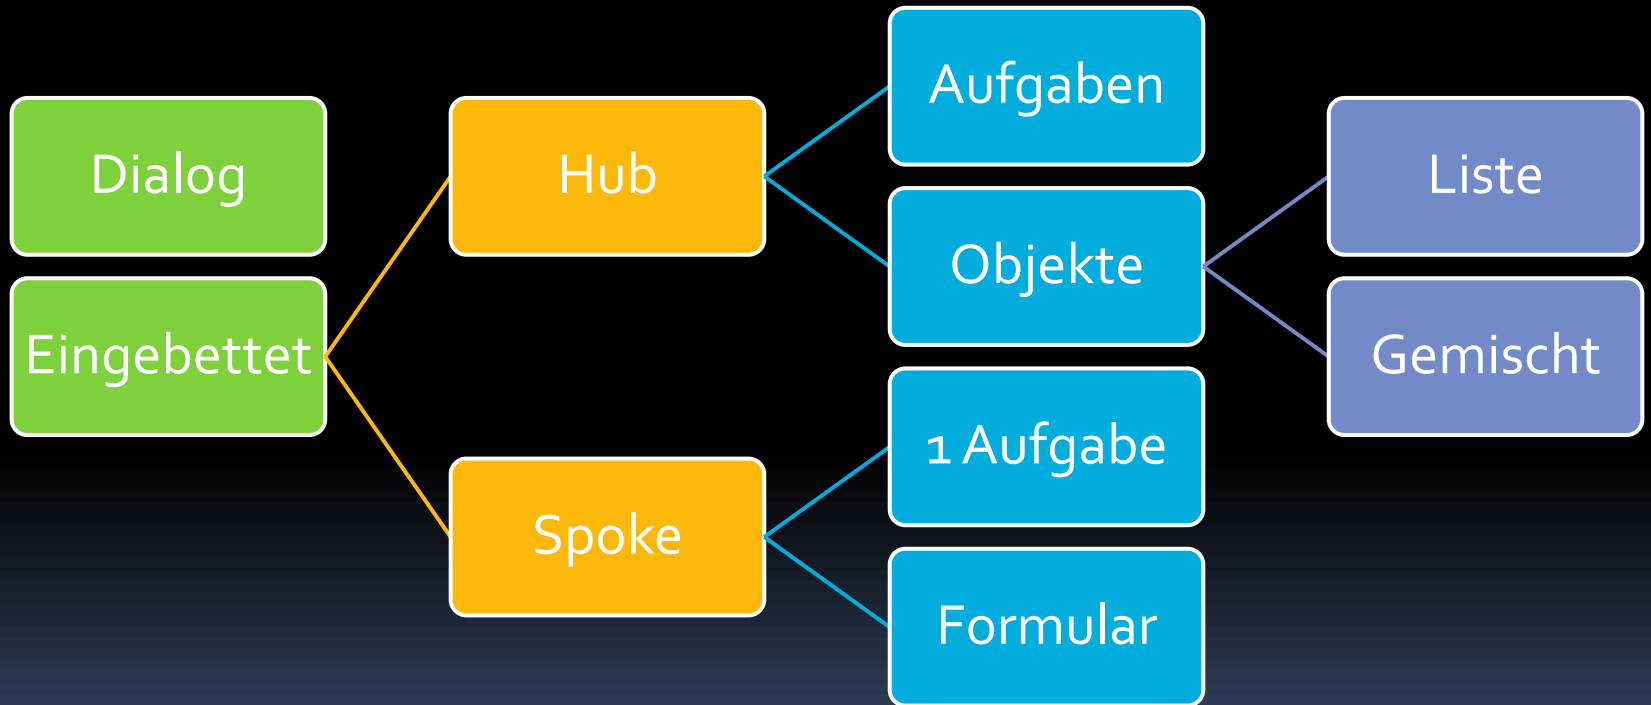 Dialog
Eingebettet
Hub
Spoke
Aufgaben
Objekte
1 Aufgabe
Formular
Liste
Gemischt